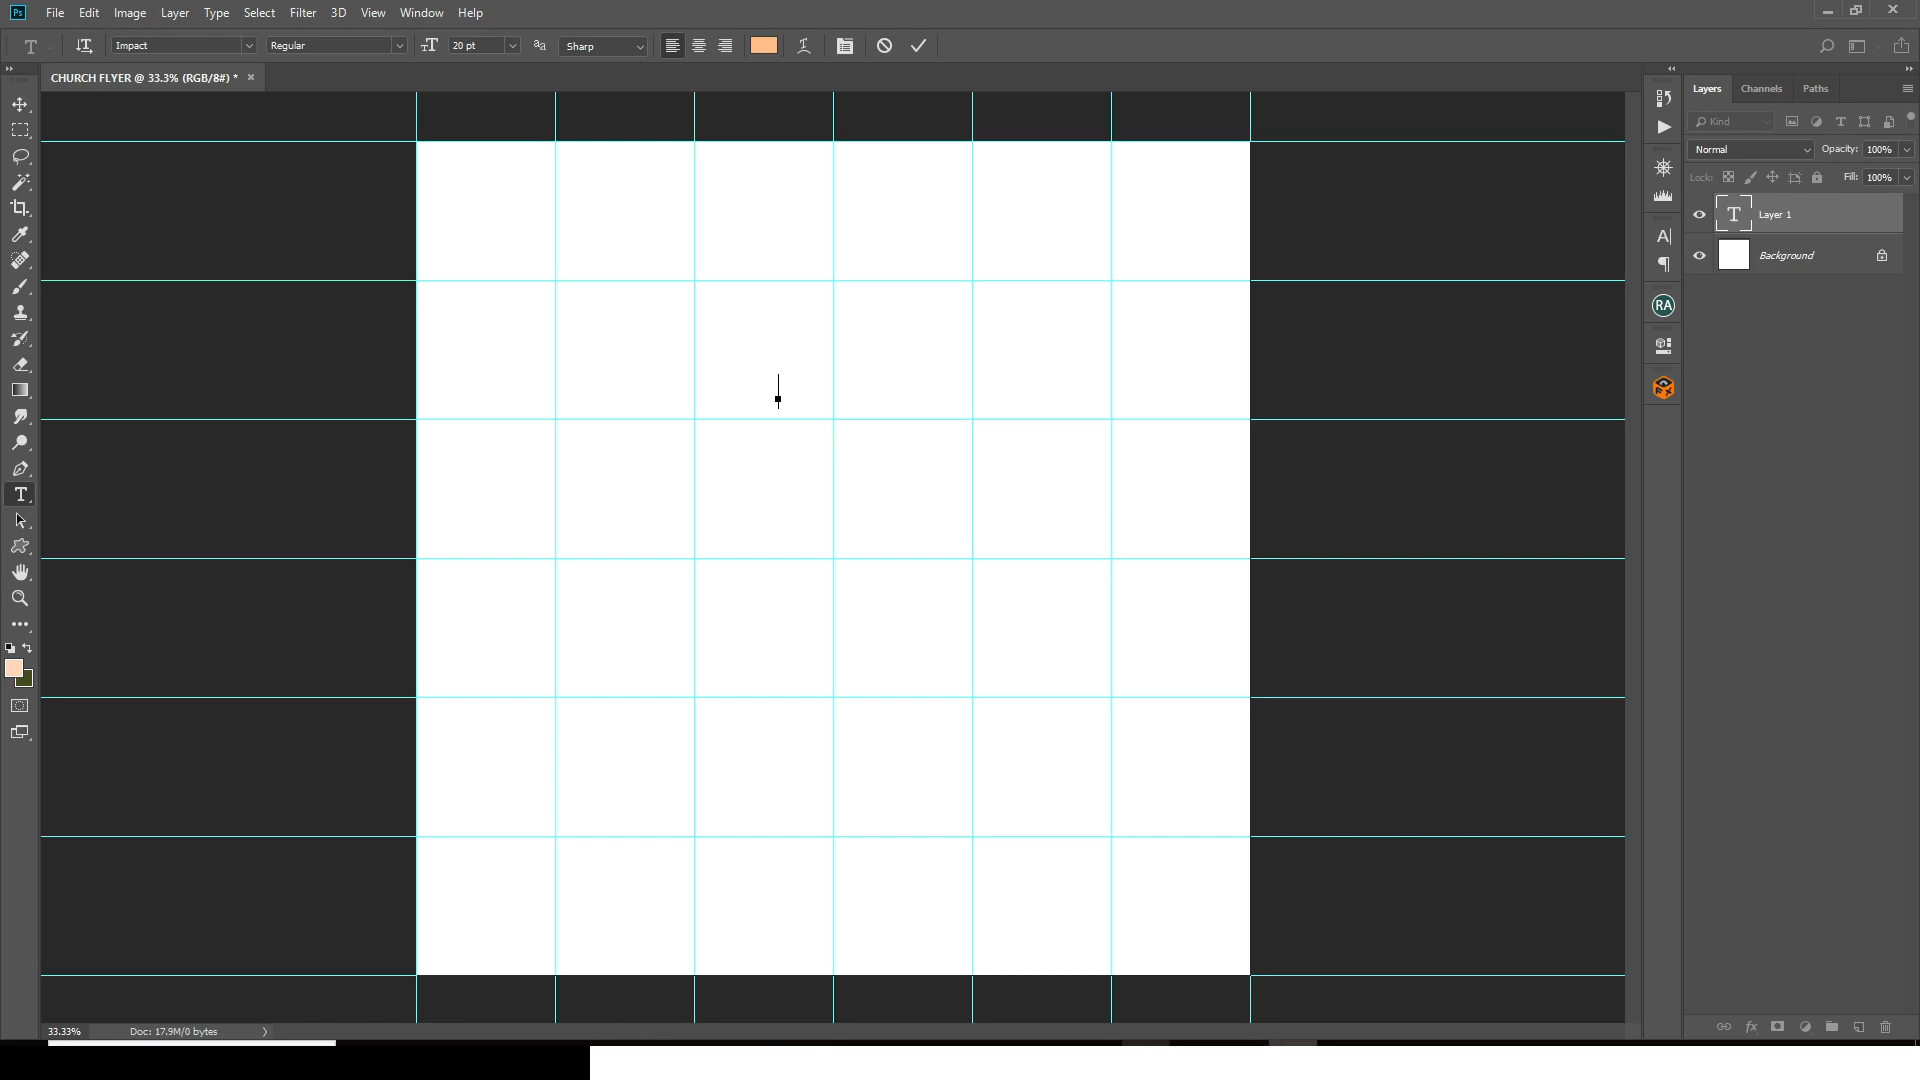 Ps File Edit Image Layer Type Select Filter 3D View Window Help
Impact Regular 20 pt Sharp
CHURCH FLYER @ 33.3% (RGB/8#) *
Layers Channels Paths
Kind
Normal Opacity: 100%
Lock: Fill: 100%
Layer 1
Background
RA
33.33% Doc: 17.9M/0 bytes